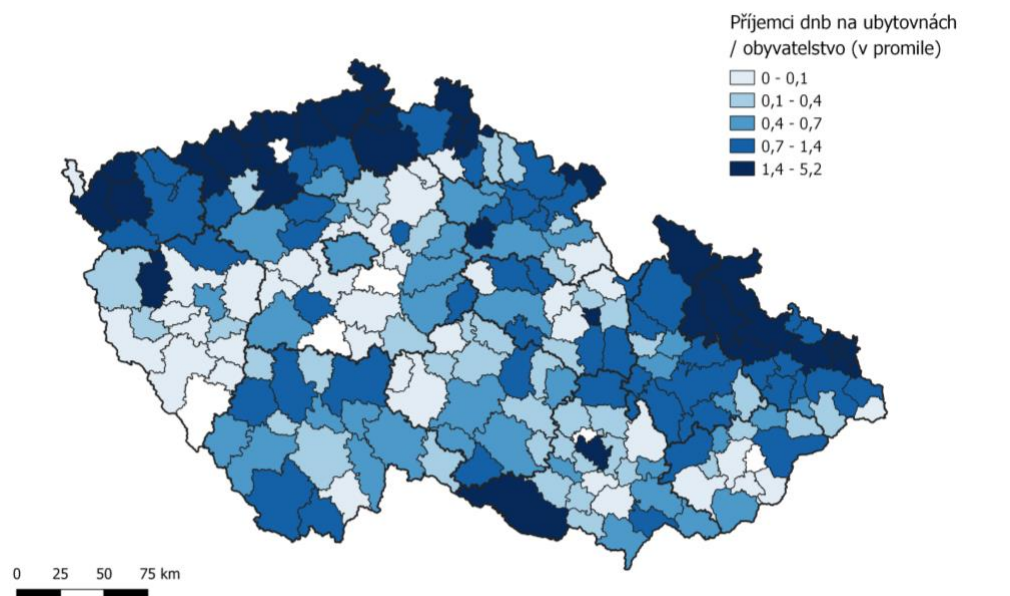 Příjemci dnb na ubytovnách
/ obyvatelstvo (v promile)
0 - 0,1
0,1 - 0,4
0,4 - 0,7
0,7 - 1,4
1,4 - 5,2
0 25 50 75 km